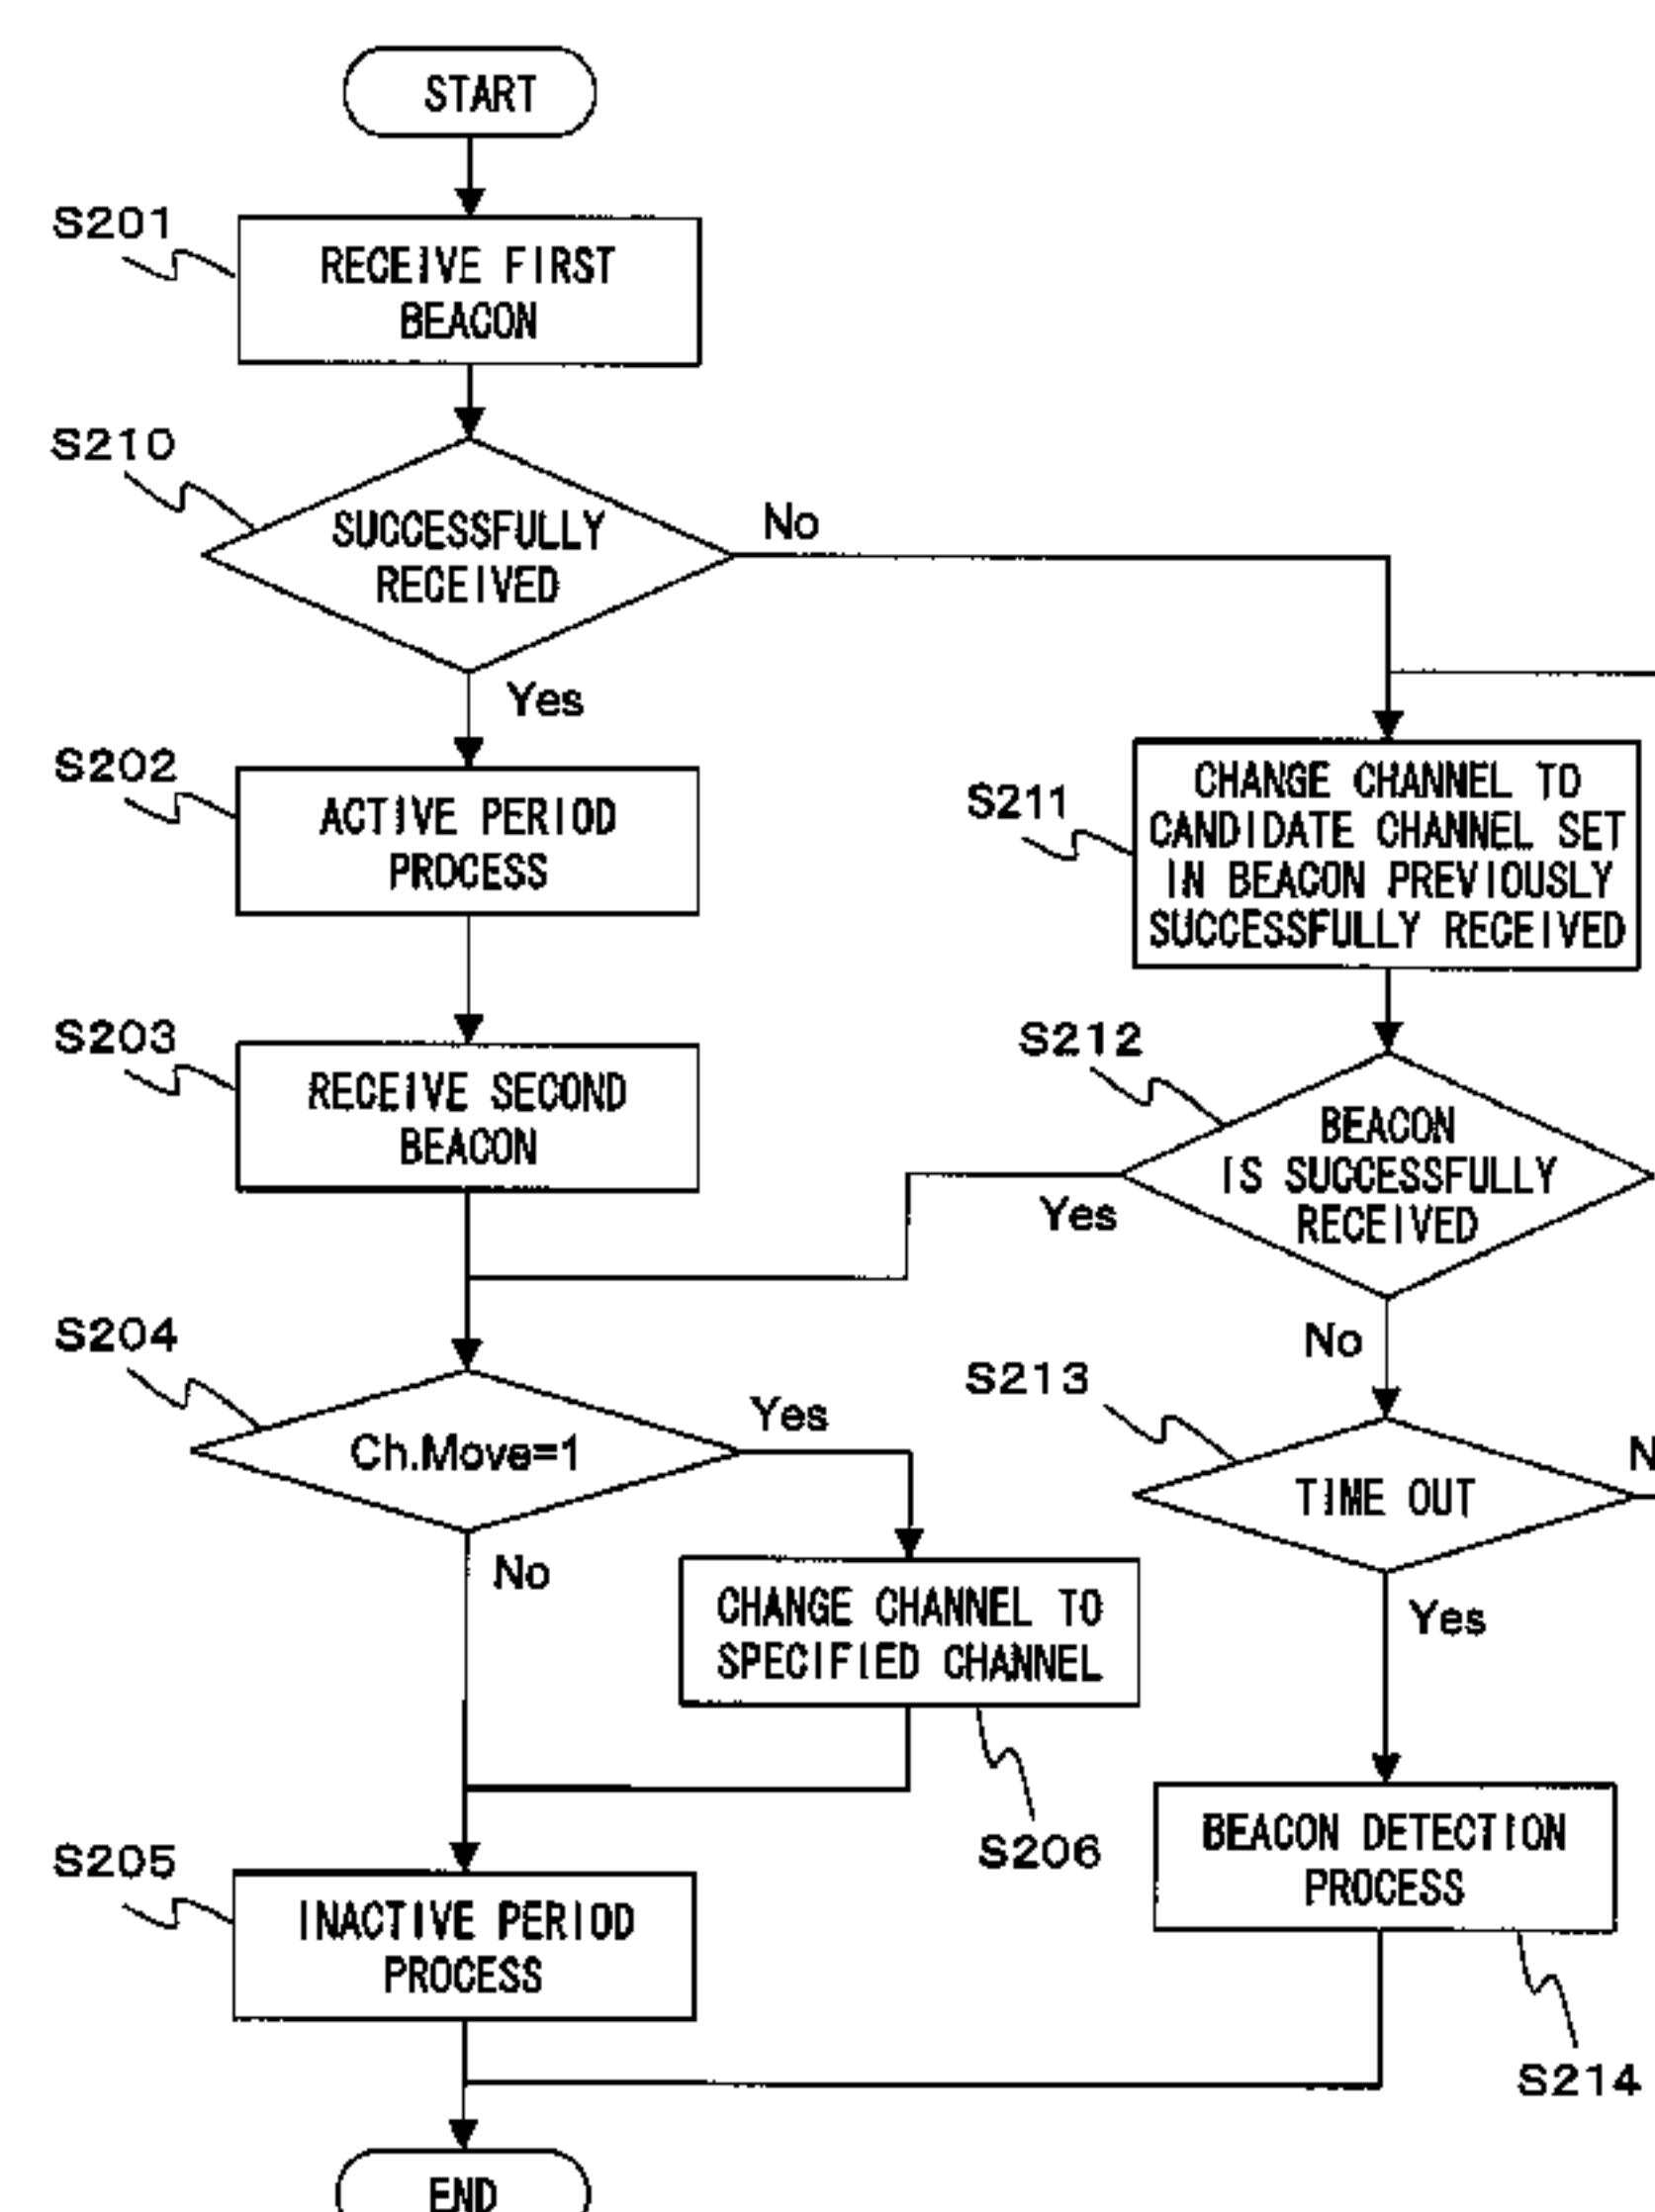 START
S201
RECEIVE FIRST
BEACON
S210
SUCCESSFULLY
RECEIVED
No
Yes
S202
ACTIVE PERIOD
PROCESS
S211
CHANGE CHANNEL TO
CANDIDATE CHANNEL SET
IN BEACON PREVIOUSLY
SUCCESSFULLY RECEIVED
S203
RECEIVE SECOND
BEACON
S212
BEACON
IS SUCCESSFULLY
RECEIVED
Yes
No
S204
Ch.Move=1
Yes
No
S213
TIME OUT
N
Yes
CHANGE CHANNEL TO
SPECIFIED CHANNEL
S206
S205
INACTIVE PERIOD
PROCESS
BEACON DETECTION
PROCESS
S214
END